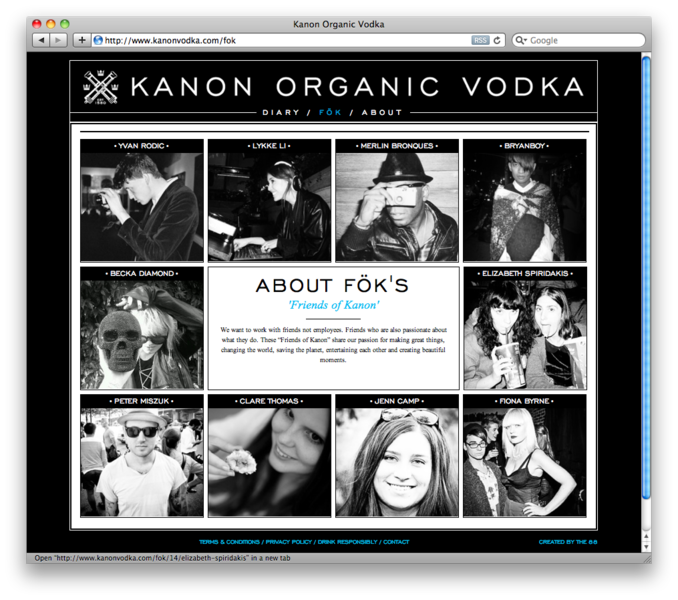 Kanon Organic Vodka
http://www.kanonvodka.com/fok
RSS
Google
KANON ORGANIC VODKA
DIARY / FÖK / ABOUT
• YVAN RODIC •
• LYKKE LI •
• MERLIN BRONQUES •
• BRYANBOY •
• BECKA DIAMOND •
ABOUT FÖK'S
'Friends of Kanon'
We want to work with friends not employees. Friends who are also passionate about
what they do. These "Friends of Kanon" share our passion for making great things,
changing the world, saving the planet, entertaining each other and creating beautiful
moments.
• ELIZABETH SPIRIDAKIS •
• PETER MISZUK •
• CLARE THOMAS •
• JENN CAMP •
• FIONA BYRNE •
TERMS & CONDITIONS / PRIVACY POLICY / DRINK RESPONSIBLY / CONTACT
CREATED BY THE 88
Open "http://www.kanonvodka.com/fok/14/elizabeth-spiridakis" in a new tab